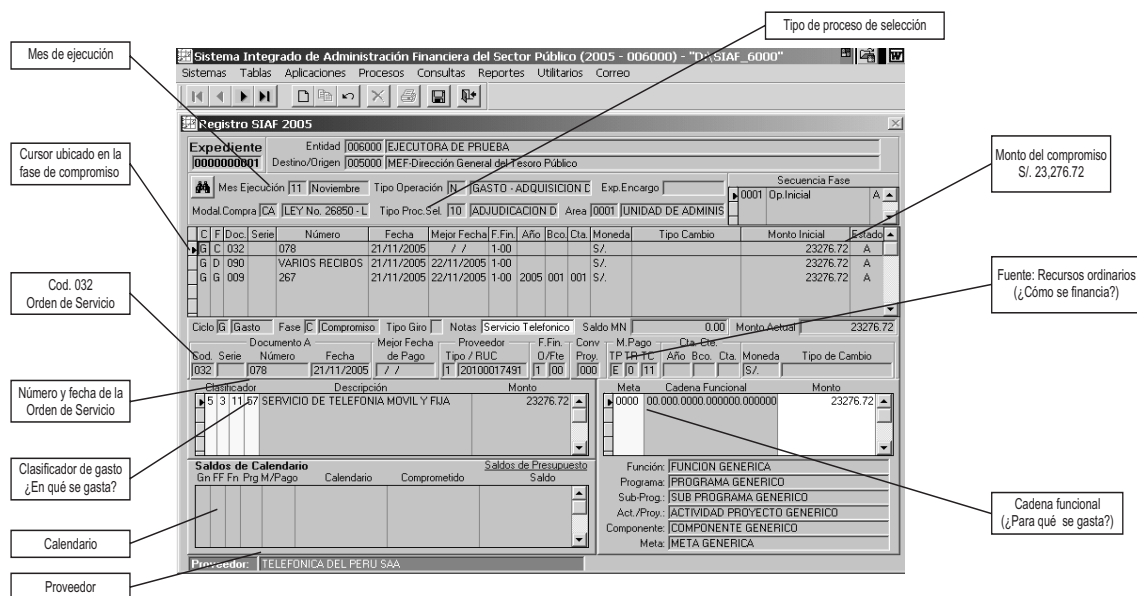 Tipo de proceso de selección
Mes de ejecución
Cursor ubicado en la
fase de compromiso
Cod. 032
Orden de Servicio
Número y fecha de la
Orden de Servicio
Clasificador de gasto
¿En qué se gasta?
Calendario
Proveedor
Sistema Integrado de Administración Financiera del Sector Público (2005 - 006000) - "D:\SIAF_6000"
Sistemas Tablas Aplicaciones Procesos Consultas Reportes Utilitarios Correo
Registro SIAF 2005
Expediente Entidad 006000 EJECUTORA DE PRUEBA
0000000001 Destino/Origen 005000 MEF-Dirección General del Tesoro Público
Mes Ejecución 11 Noviembre Tipo Operación N GASTO - ADQUISICION D Exp.Encargo
Secuencia Fase
0001 Op.Inicial A
Modal.Compra CA LEY No. 26850 - L Tipo Proc.Sel. 10 ADJUDICACION D Area 0001 UNIDAD DE ADMINIS
C F Doc. Serie Número Fecha Mejor Fecha F.Fin. Año Bco. Cta. Moneda Tipo Cambio Monto Inicial Estado
G C 032 078 21/11/2005 / / 1-00 S/. 23276.72 A
G D 090 VARIOS RECIBOS 21/11/2005 22/11/2005 1-00 S/. 23276.72 A
G G 009 267 21/11/2005 22/11/2005 1-00 2005 001 001 S/. 23276.72 A
Ciclo G Gasto Fase C Compromiso Tipo Giro Notas Servicio Telefonico Saldo MN 0.00 Monto Actual 23276.72
Documento A Mejor Fecha Proveedor F.Fin. Conv M.Pago Cta. Cte.
Cod. Serie Número Fecha de Pago Tipo / RUC O/Fte Proy. TP TR TC Año Bco. Cta. Moneda Tipo de Cambio
032 078 21/11/2005 / / 1 20100017491 1 00 000 E 0 11 S/.
Clasificador Descripción Monto
5 3 11 57 SERVICIO DE TELEFONIA MOVIL Y FIJA 23276.72
Meta Cadena Funcional Monto
0000 00.000.0000.000000.000000 23276.72
Saldos de Calendario Saldos de Presupuesto
Gn FF Fn Prg M/Pago Calendario Comprometido Saldo
Función: FUNCION GENERICA
Programa: PROGRAMA GENERICO
Sub-Prog.: SUB PROGRAMA GENERICO
Act./Proy.: ACTIVIDAD PROYECTO GENERICO
Componente: COMPONENTE GENERICO
Meta: META GENERICA
Proveedor: TELEFONICA DEL PERU SAA
Monto del compromiso
S/. 23,276.72
Fuente: Recursos ordinarios
(¿Cómo se financia?)
Cadena funcional
(¿Para qué se gasta?)